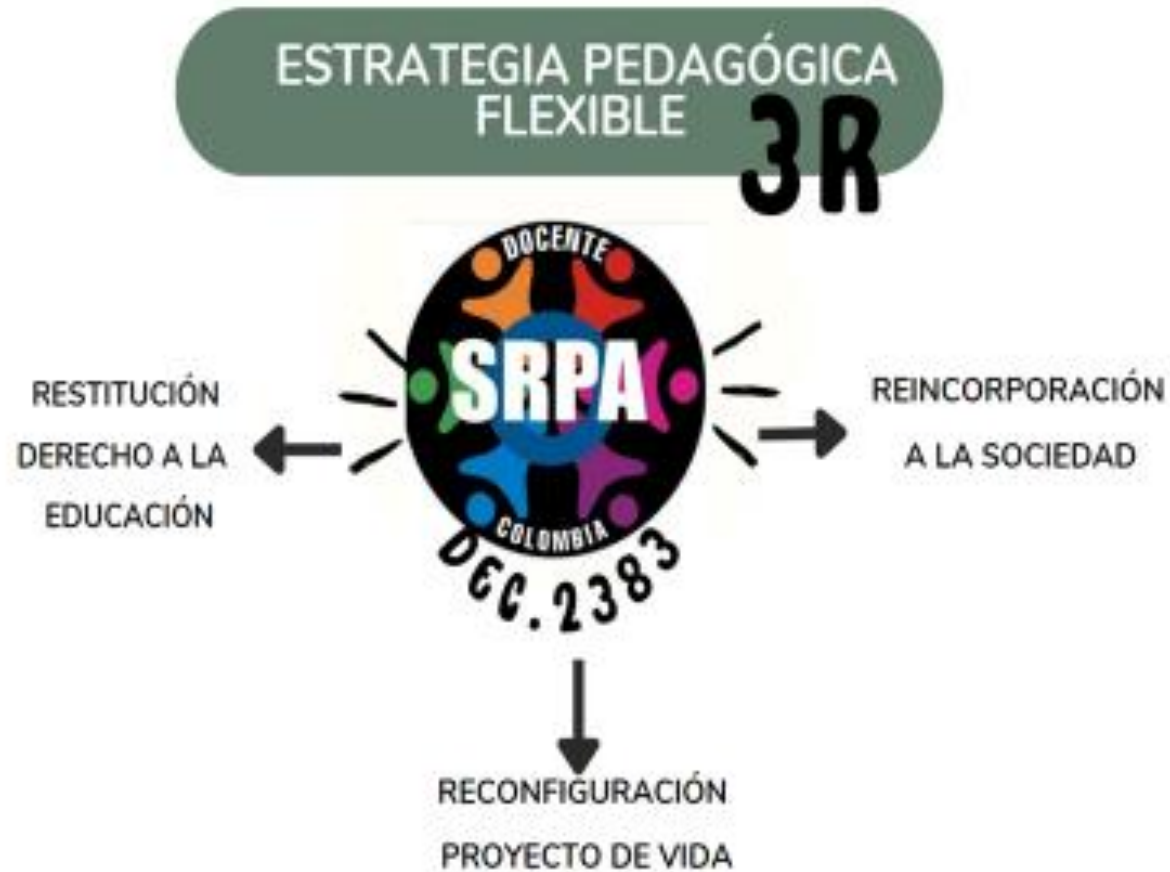 ESTRATEGIA PEDAGÓGICA
FLEXIBLE
3R
DOCENTE
SRPA
COLOMBIA
DEC.2383
RESTITUCIÓN
DERECHO A LA
EDUCACIÓN
REINCORPORACIÓN
A LA SOCIEDAD
RECONFIGURACIÓN
PROYECTO DE VIDA